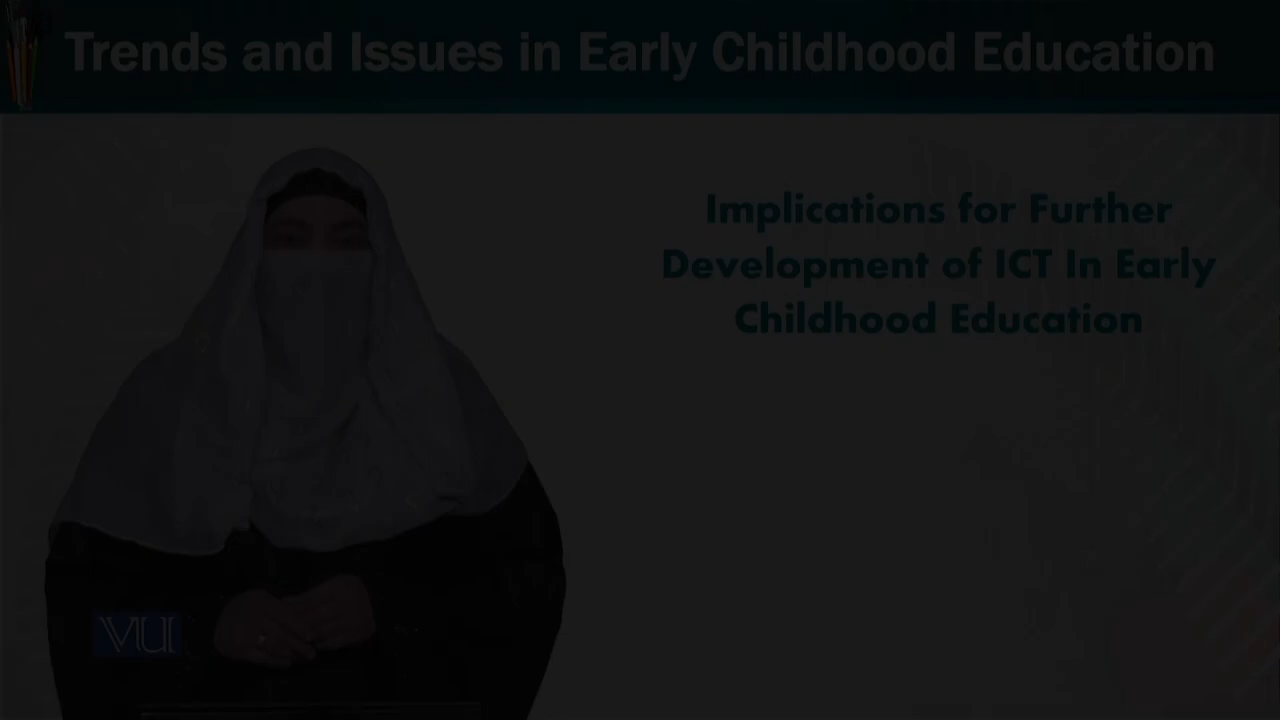 Trends and Issues in Early Childhood Education
Implications for Further
Development of ICT In Early
Childhood Education
VU